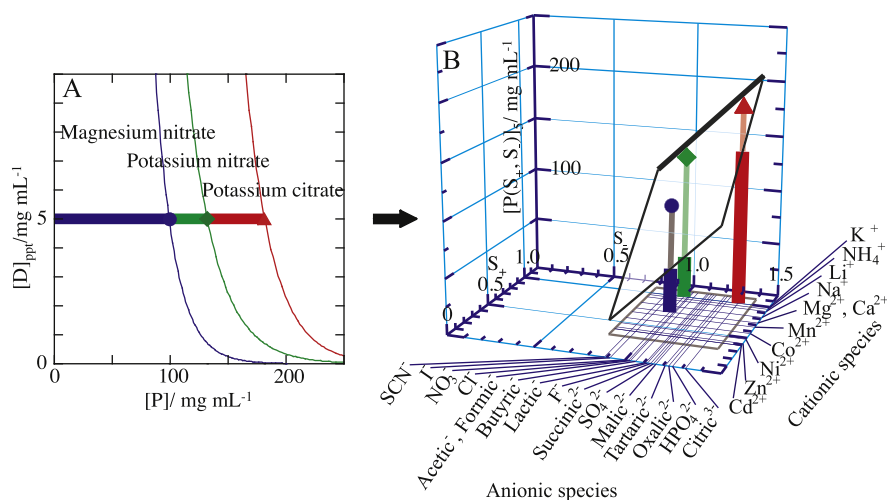 A
Magnesium nitrate
Potassium nitrate
Potassium citrate
[D]ppt/mg mL⁻¹
5
0
0
100
200
[P]/ mg mL⁻¹
B
[P(S₊, S₋)]₅/ mg mL⁻¹
200
100
S₊
1.0
0.5
0
S₋
0.5
1.0
1.5
K⁺
NH₄⁺
Li⁺
Na⁺
Mg²⁺, Ca²⁺
Mn²⁺
Co²⁺
Ni²⁺
Zn²⁺
Cd²⁺
Cationic species
SCN⁻
I⁻
NO₃⁻
Cl⁻
Acetic⁻, Formic⁻
Butyric⁻
Lactic⁻
F⁻
Succinic²⁻
SO₄²⁻
Malic²⁻
Tartaric²⁻
Oxalic²⁻
HPO₄²⁻
Citric³⁻
Anionic species